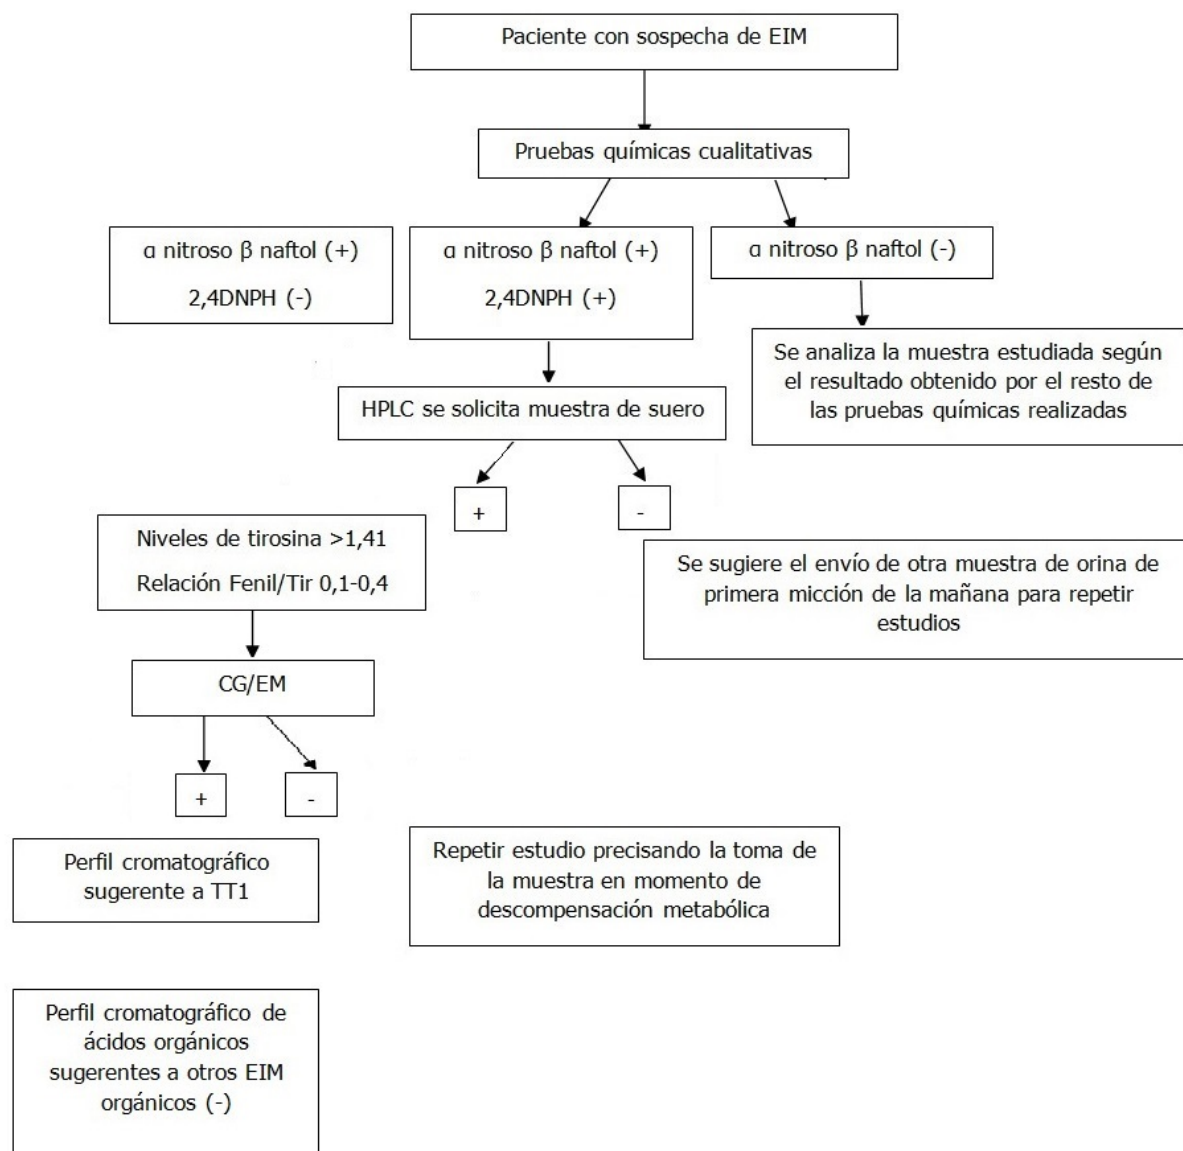 Paciente con sospecha de EIM
Pruebas químicas cualitativas
α nitroso β naftol (+)
2,4DNPH (-)
α nitroso β naftol (+)
2,4DNPH (+)
α nitroso β naftol (-)
Se analiza la muestra estudiada según
el resultado obtenido por el resto de
las pruebas químicas realizadas
HPLC se solicita muestra de suero
+
-
Niveles de tirosina >1,41
Relación Fenil/Tir 0,1-0,4
Se sugiere el envío de otra muestra de orina de
primera micción de la mañana para repetir
estudios
CG/EM
+
-
Perfil cromatográfico
sugerente a TT1
Repetir estudio precisando la toma de
la muestra en momento de
descompensación metabólica
Perfil cromatográfico de
ácidos orgánicos
sugerentes a otros EIM
orgánicos (-)